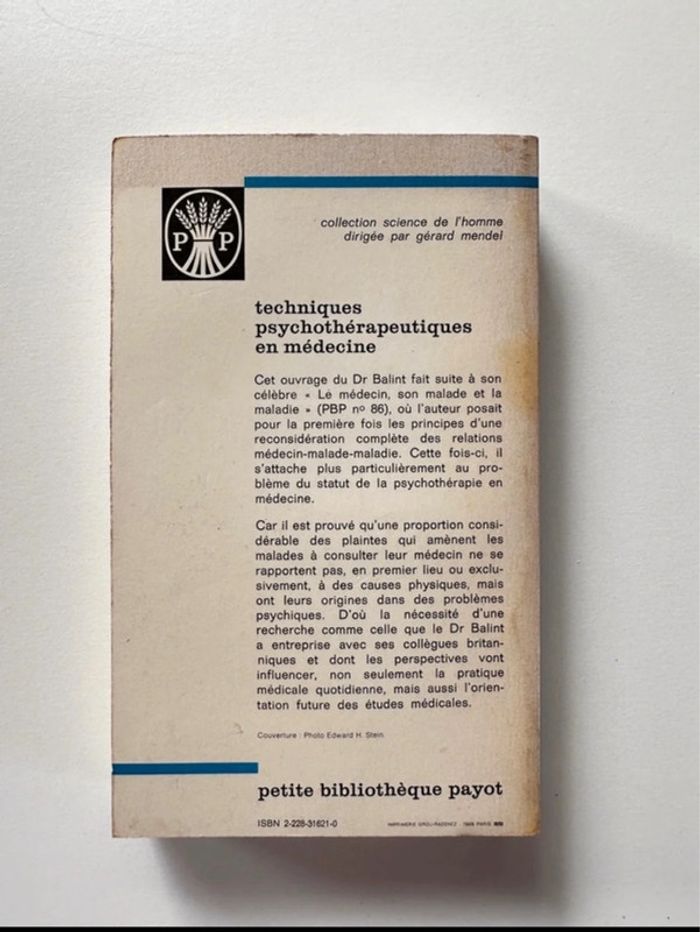 P P
collection science de l'homme
dirigée par gérard mendel
techniques
psychothérapeutiques
en médecine
Cet ouvrage du Dr Balint fait suite à son
célèbre « Le médecin, son malade et la
maladie » (PBP nº 86), où l'auteur posait
pour la première fois les principes d'une
reconsidération complète des relations
médecin-malade-maladie. Cette fois-ci, il
s'attache plus particulièrement au pro-
blème du statut de la psychothérapie en
médecine.
Car il est prouvé qu'une proportion consi-
dérable des plaintes qui amènent les
malades à consulter leur médecin ne se
rapportent pas, en premier lieu ou exclu-
sivement, à des causes physiques, mais
ont leurs origines dans des problèmes
psychiques. D'où la nécessité d'une
recherche comme celle que le Dr Balint
a entreprise avec ses collègues britan-
niques et dont les perspectives vont
influencer, non seulement la pratique
médicale quotidienne, mais aussi l'orien-
tation future des études médicales.
Couverture : Photo Edward H. Stein.
petite bibliothèque payot
ISBN 2-228-31621-0
IMPRIMERIE PARIS